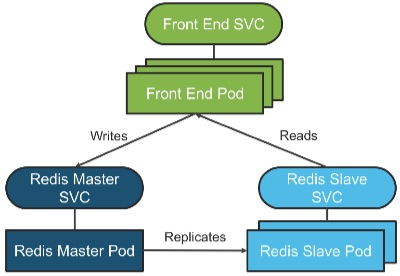 Front End SVC
Front End Pod
Writes
Reads
Redis Master
SVC
Redis Slave
SVC
Replicates
Redis Master Pod
Redis Slave Pod